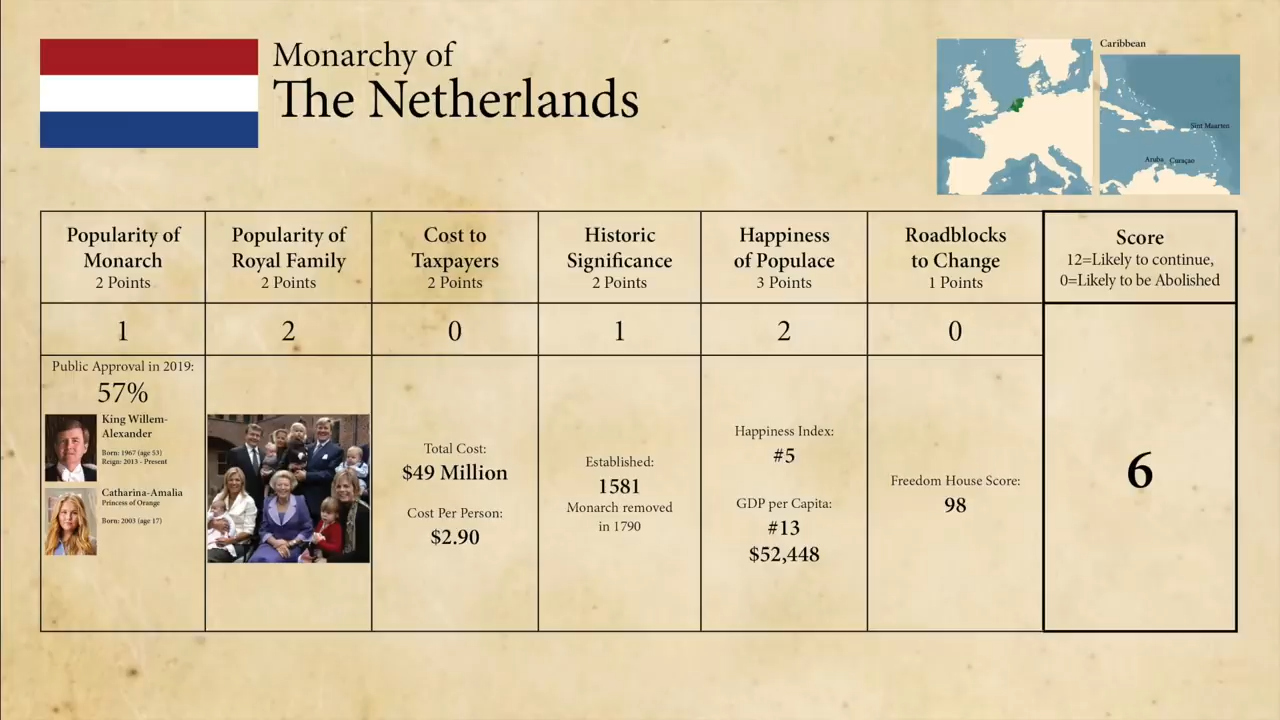 Monarchy of
The Netherlands
Caribbean
Sint Maarten
Aruba Curaçao
Popularity of
Monarch
2 Points
Popularity of
Royal Family
2 Points
Cost to
Taxpayers
2 Points
Historic
Significance
2 Points
Happiness
of Populace
3 Points
Roadblocks
to Change
1 Points
Score
12=Likely to continue,
0=Likely to be Abolished
1
2
0
1
2
0
6
Public Approval in 2019:
57%
King Willem-
Alexander
Born: 1967 (age 53)
Reign: 2013 - Present
Catharina-Amalia
Princess of Orange
Born: 2003 (age 17)
Total Cost:
$49 Million
Cost Per Person:
$2.90
Established:
1581
Monarch removed
in 1790
Happiness Index:
#5
GDP per Capita:
#13
$52,448
Freedom House Score:
98